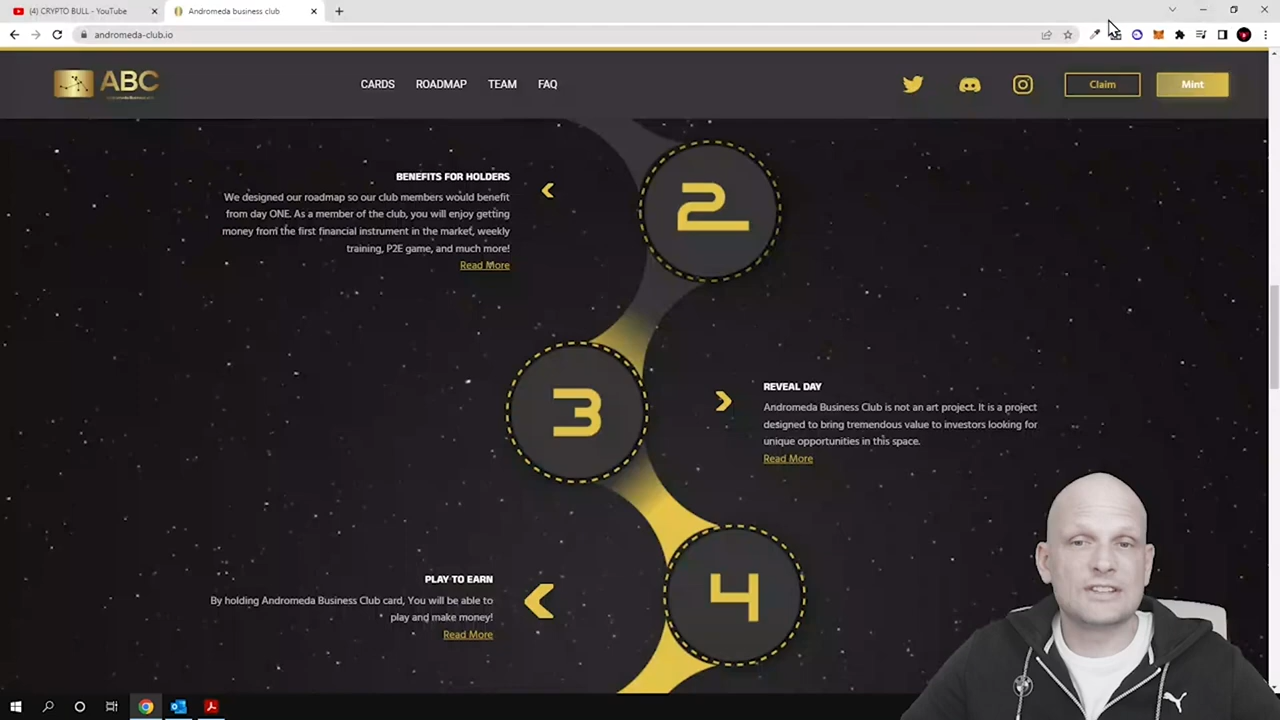 (4) CRYPTO BULL - YouTube
Andromeda business club
andromeda-club.io
ABC
CARDS
ROADMAP
TEAM
FAQ
Claim
Mint
BENEFITS FOR HOLDERS
We designed our roadmap so our club members would benefit
from day ONE. As a member of the club, you will enjoy getting
money from the first financial instrument in the market, weekly
training, P2E game, and much more!
Read More
2
3
REVEAL DAY
Andromeda Business Club is not an art project. It is a project
designed to bring tremendous value to investors looking for
unique opportunities in this space.
Read More
PLAY TO EARN
By holding Andromeda Business Club card, You will be able to
play and make money!
Read More
4